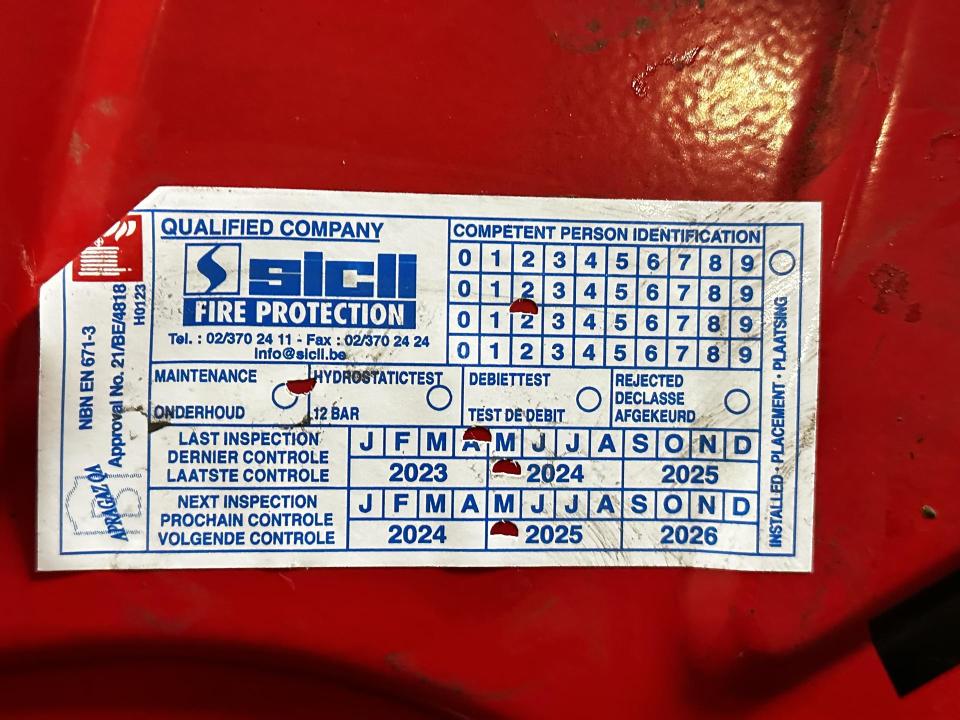 QUALIFIED COMPANY
sicli
FIRE PROTECTION
Tel. : 02/370 24 11 - Fax : 02/370 24 24
info@sicli.be
COMPETENT PERSON IDENTIFICATION
0 1 2 3 4 5 6 7 8 9
0 1 2 3 4 5 6 7 8 9
0 1 2 3 4 5 6 7 8 9
0 1 2 3 4 5 6 7 8 9
MAINTENANCE
ONDERHOUD
HYDROSTATICTEST
12 BAR
DEBIETTEST
TEST DE DEBIT
REJECTED
DECLASSE
AFGEKEURD
LAST INSPECTION
DERNIER CONTROLE
LAATSTE CONTROLE
J F M A M J J A S O N D
2023 2024 2025
NEXT INSPECTION
PROCHAIN CONTROLE
VOLGENDE CONTROLE
J F M A M J J A S O N D
2024 2025 2026
NBN EN 671-3
Approval No. 21/BE/4818
H0123
APRAGAZ QA
INSTALLED • PLACEMENT • PLAATSING